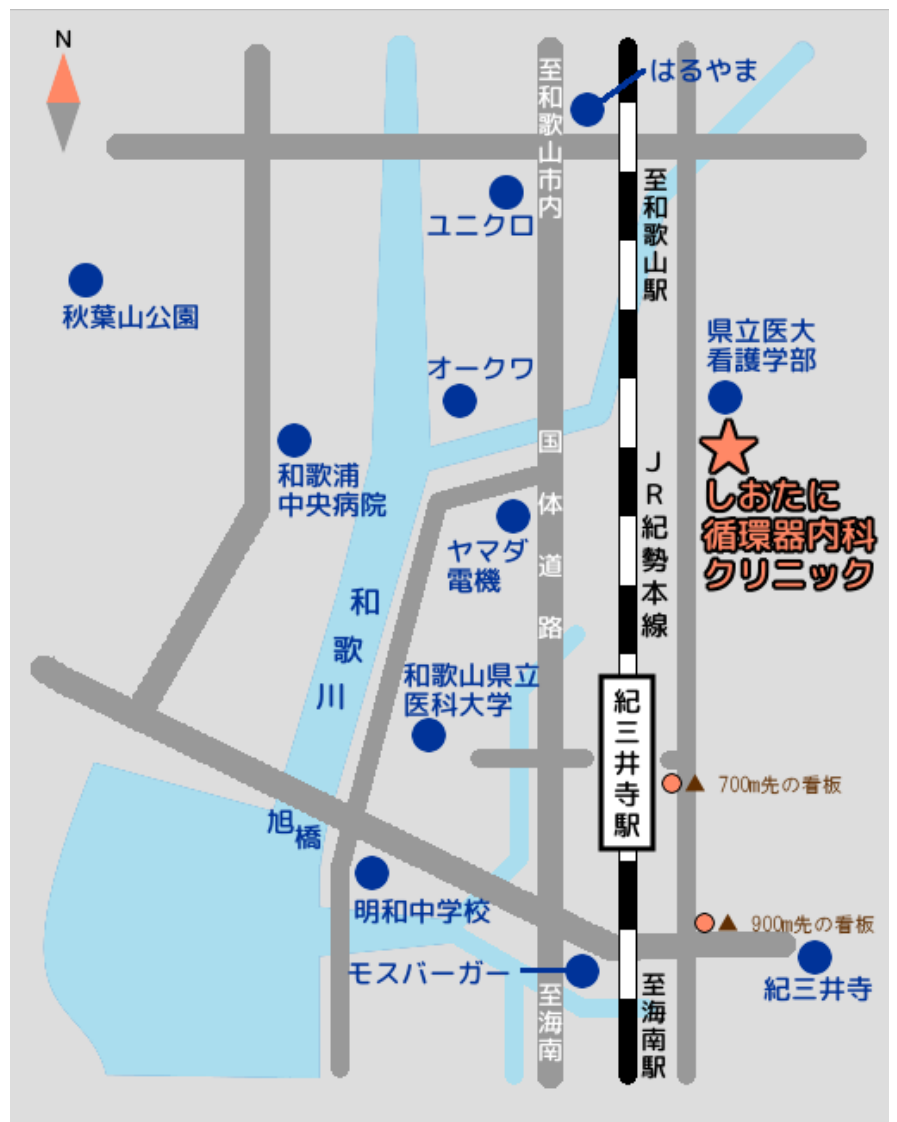 N
はるやま
至和歌山市内
至和歌山駅
ユニクロ
秋葉山公園
県立医大
看護学部
オークワ
国体道路
和歌浦
中央病院
JR紀勢本線
しおたに
循環器内科
クリニック
ヤマダ
電機
和歌川
和歌山県立
医科大学
紀三井寺駅
700m先の看板
旭橋
明和中学校
900m先の看板
モスバーガー
紀三井寺
至海南
至海南駅